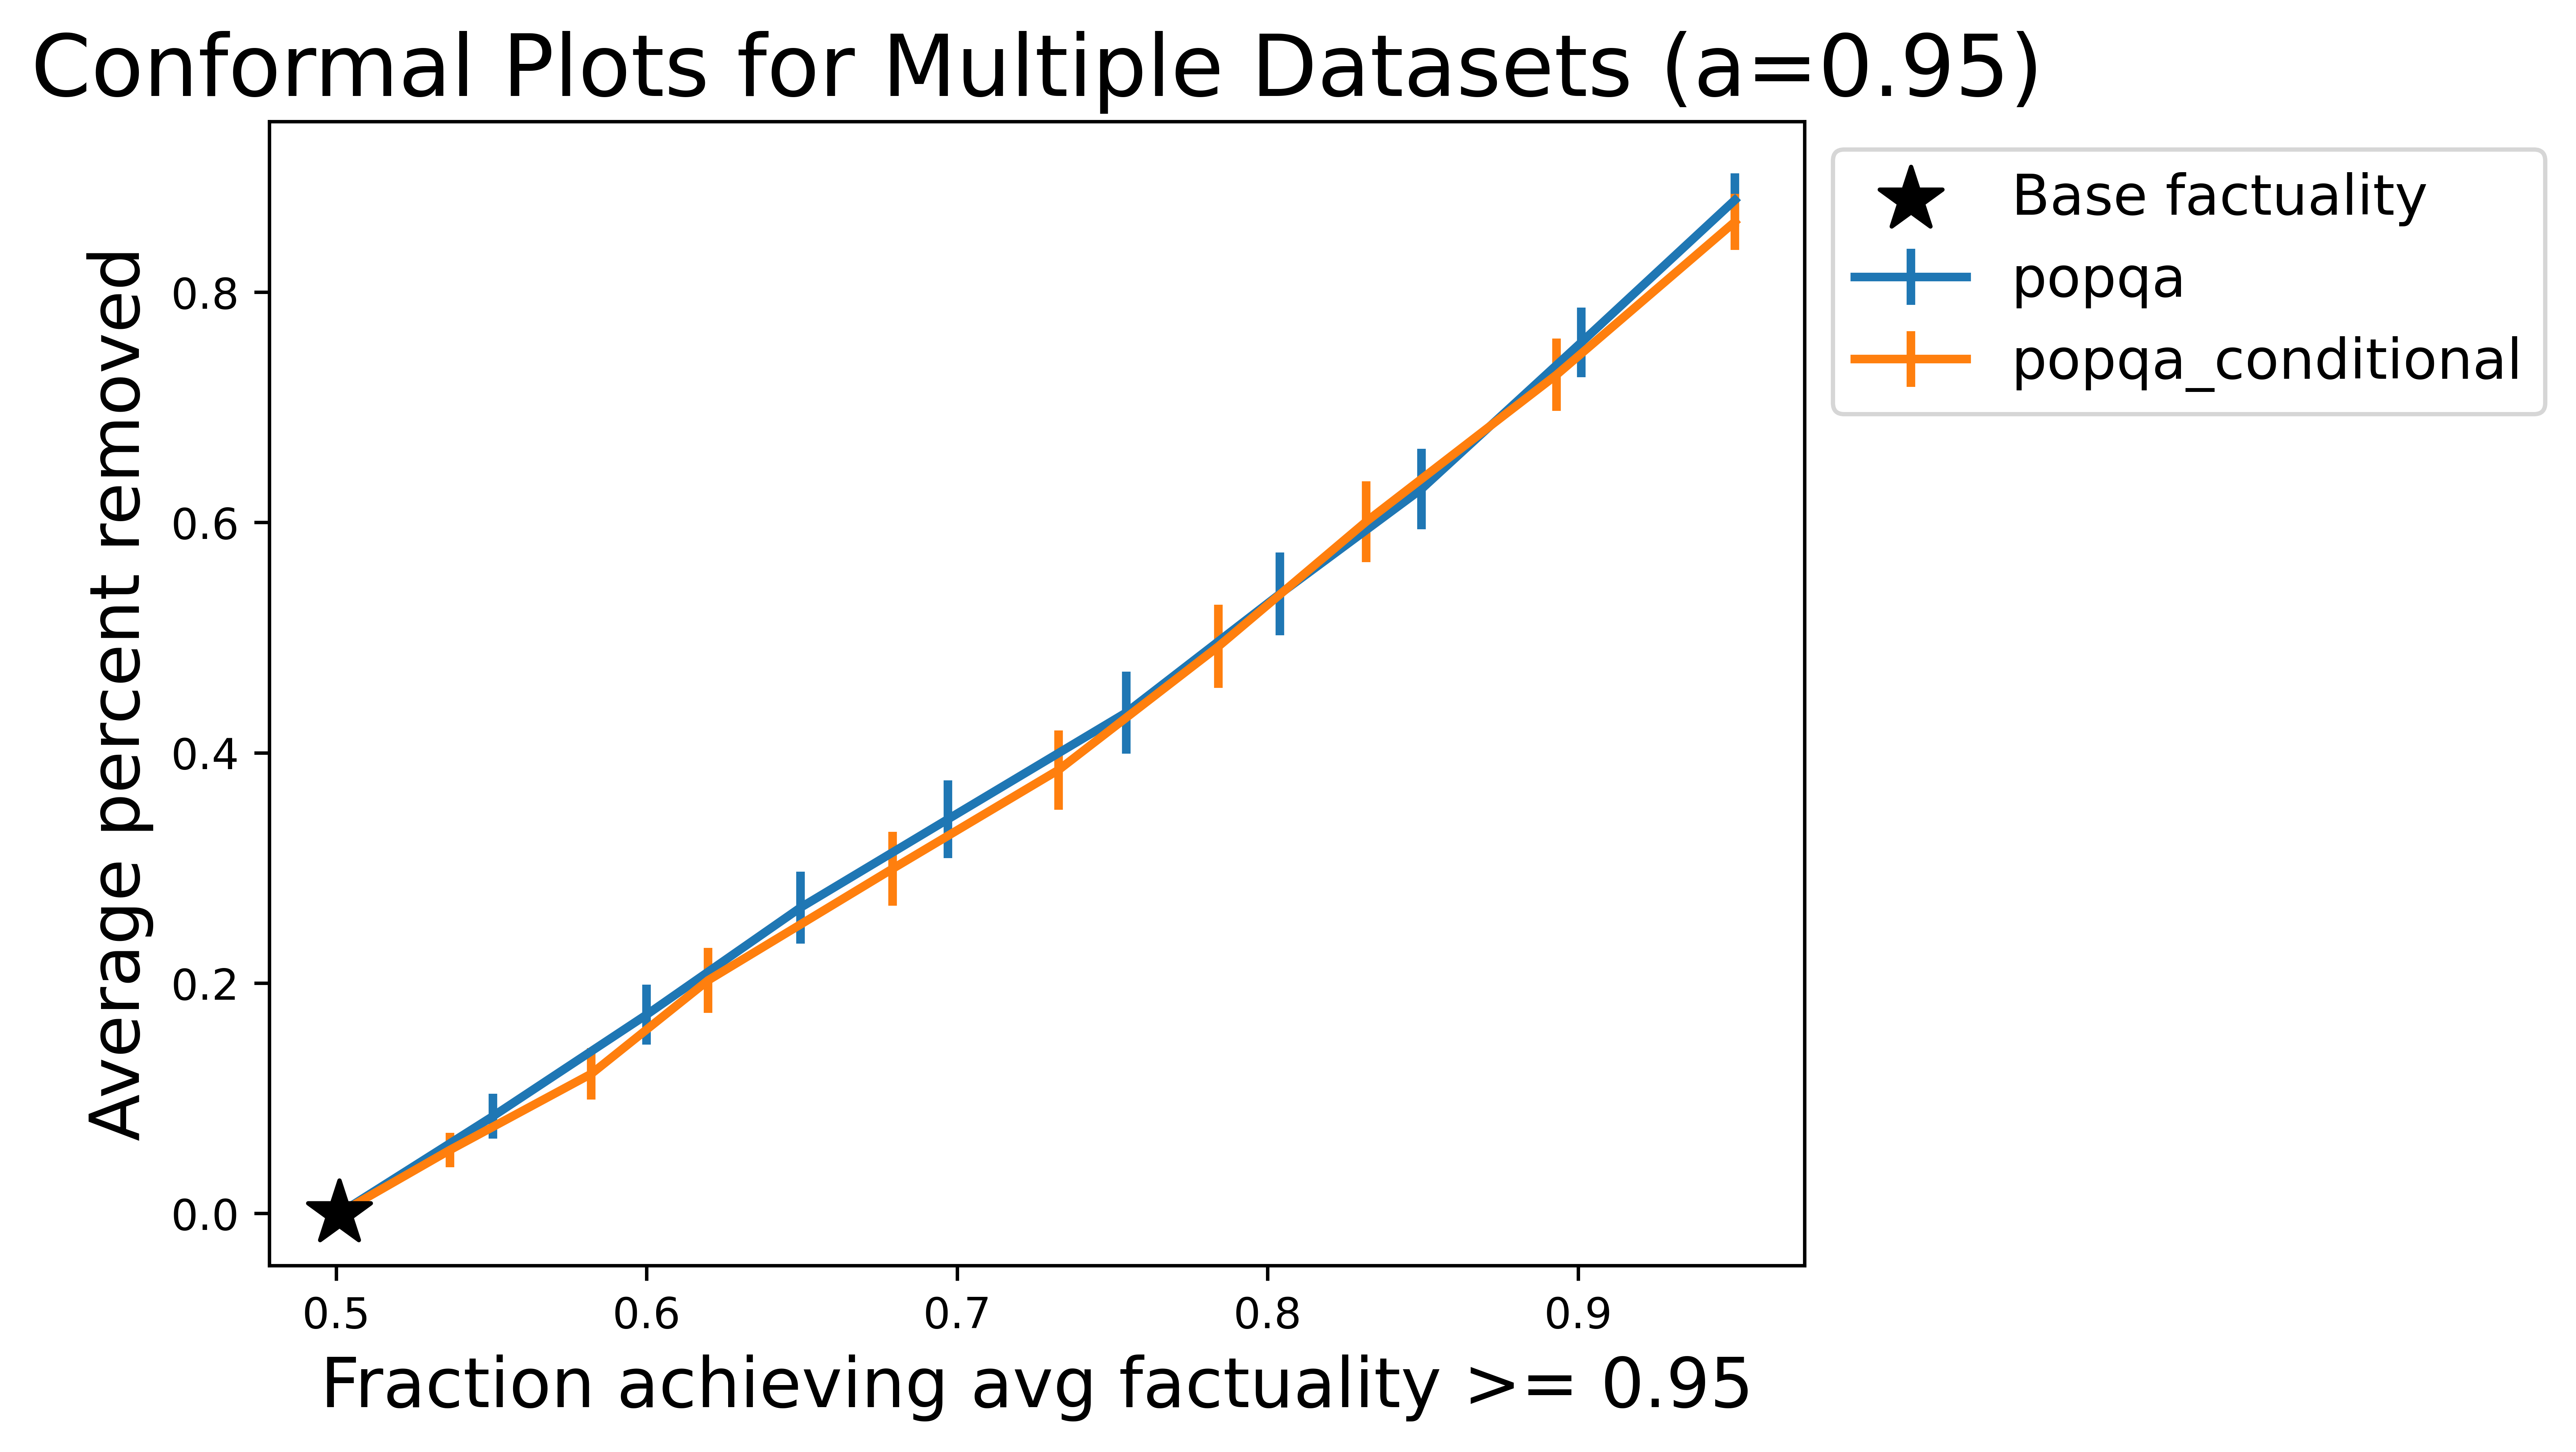 Conformal Plots for Multiple Datasets (a=0.95)
Base factuality
popqa
popqa_conditional
Average percent removed
0.8
0.6
0.4
0.2
0.0
0.5 0.6 0.7 0.8 0.9
Fraction achieving avg factuality >= 0.95